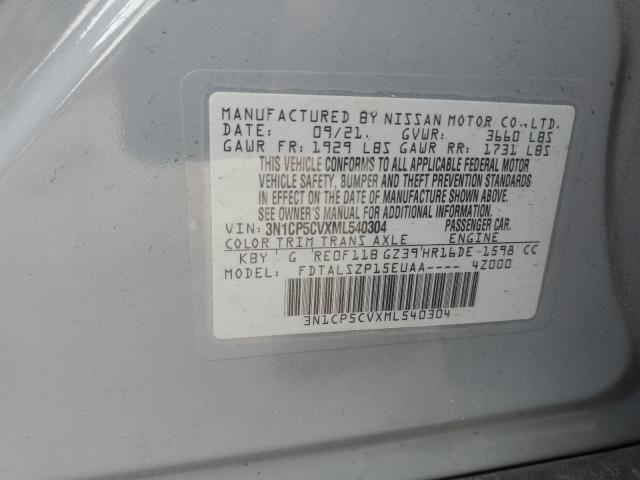 MANUFACTURED BY NISSAN MOTOR CO.,LTD.
DATE: 09/21. GVWR: 3660 LBS
GAWR FR: 1929 LBS GAWR RR: 1731 LBS
THIS VEHICLE CONFORMS TO ALL APPLICABLE FEDERAL MOTOR
VEHICLE SAFETY, BUMPER AND THEFT PREVENTION STANDARDS
IN EFFECT ON THE DATE OF MANUFACTURE SHOWN ABOVE.
SEE OWNER'S MANUAL FOR ADDITIONAL INFORMATION.
VIN: 3N1CP5CVXML540304 PASSENGER CAR.
COLOR TRIM TRANS AXLE ENGINE
KBY ' G RE0F11B GZ39'HR16DE-1598 CC
MODEL: FDTALSZP15EUAA---- 4Z000
3N1CP5CVXML540304